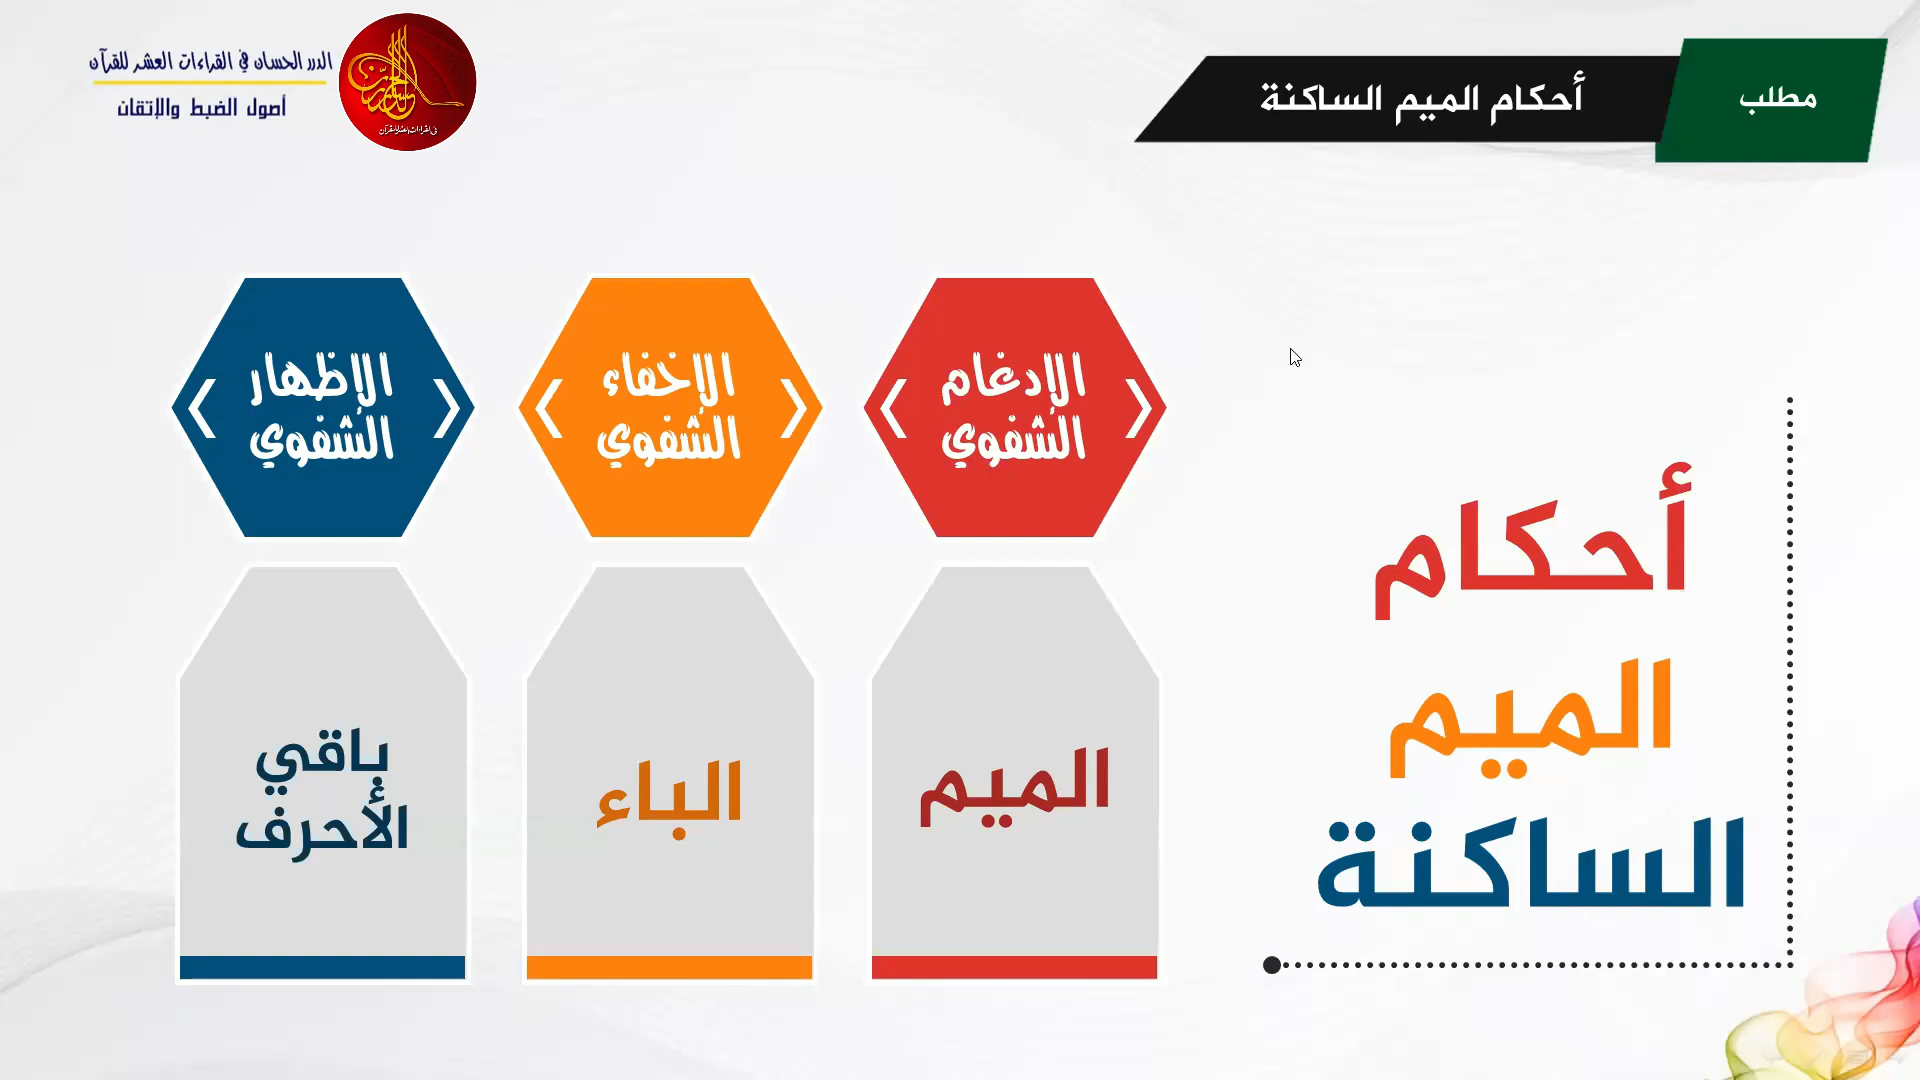 مطلب
أحكام الميم الساكنة
الدرر الحسان في القراءات العشر للقرآن
أصول الضبط والإتقان
أحكام
الميم
الساكنة
الإدغام
الشفوي
الميم
الإخفاء
الشفوي
الباء
الإظهار
الشفوي
باقي
الأحرف